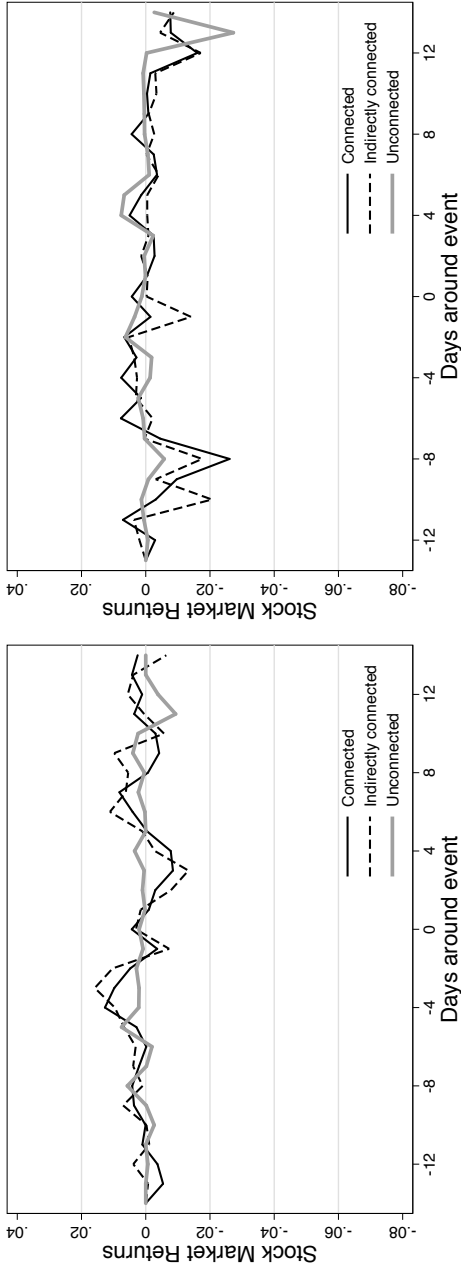 Stock Market Returns
.04
.02
0
-.02
-.04
-.06
-.08
-12 -8 -4 0 4 8 12
Days around event
Connected
Indirectly connected
Unconnected
Stock Market Returns
.04
.02
0
-.02
-.04
-.06
-.08
-12 -8 -4 0 4 8 12
Days around event
Connected
Indirectly connected
Unconnected